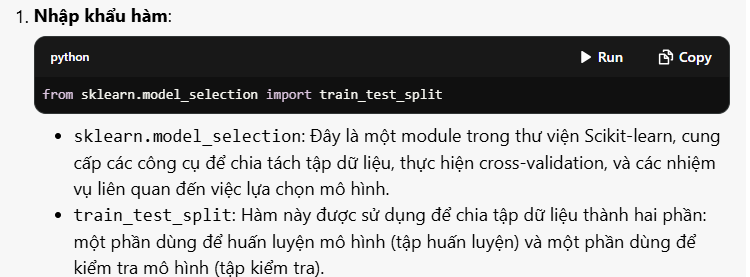 1. Nhập khẩu hàm:
python
Run
Copy
from sklearn.model_selection import train_test_split
• sklearn.model_selection: Đây là một module trong thư viện Scikit-learn, cung
cấp các công cụ để chia tách tập dữ liệu, thực hiện cross-validation, và các nhiệm
vụ liên quan đến việc lựa chọn mô hình.
• train_test_split: Hàm này được sử dụng để chia tập dữ liệu thành hai phần:
một phần dùng để huấn luyện mô hình (tập huấn luyện) và một phần dùng để
kiểm tra mô hình (tập kiểm tra).